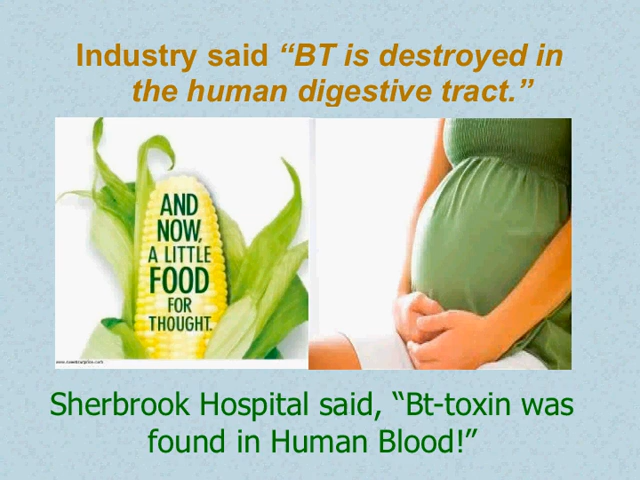 Industry said “BT is destroyed in
the human digestive tract.”
AND
NOW,
A LITTLE
FOOD
FOR
THOUGHT.
Sherbrook Hospital said, “Bt-toxin was
found in Human Blood!”